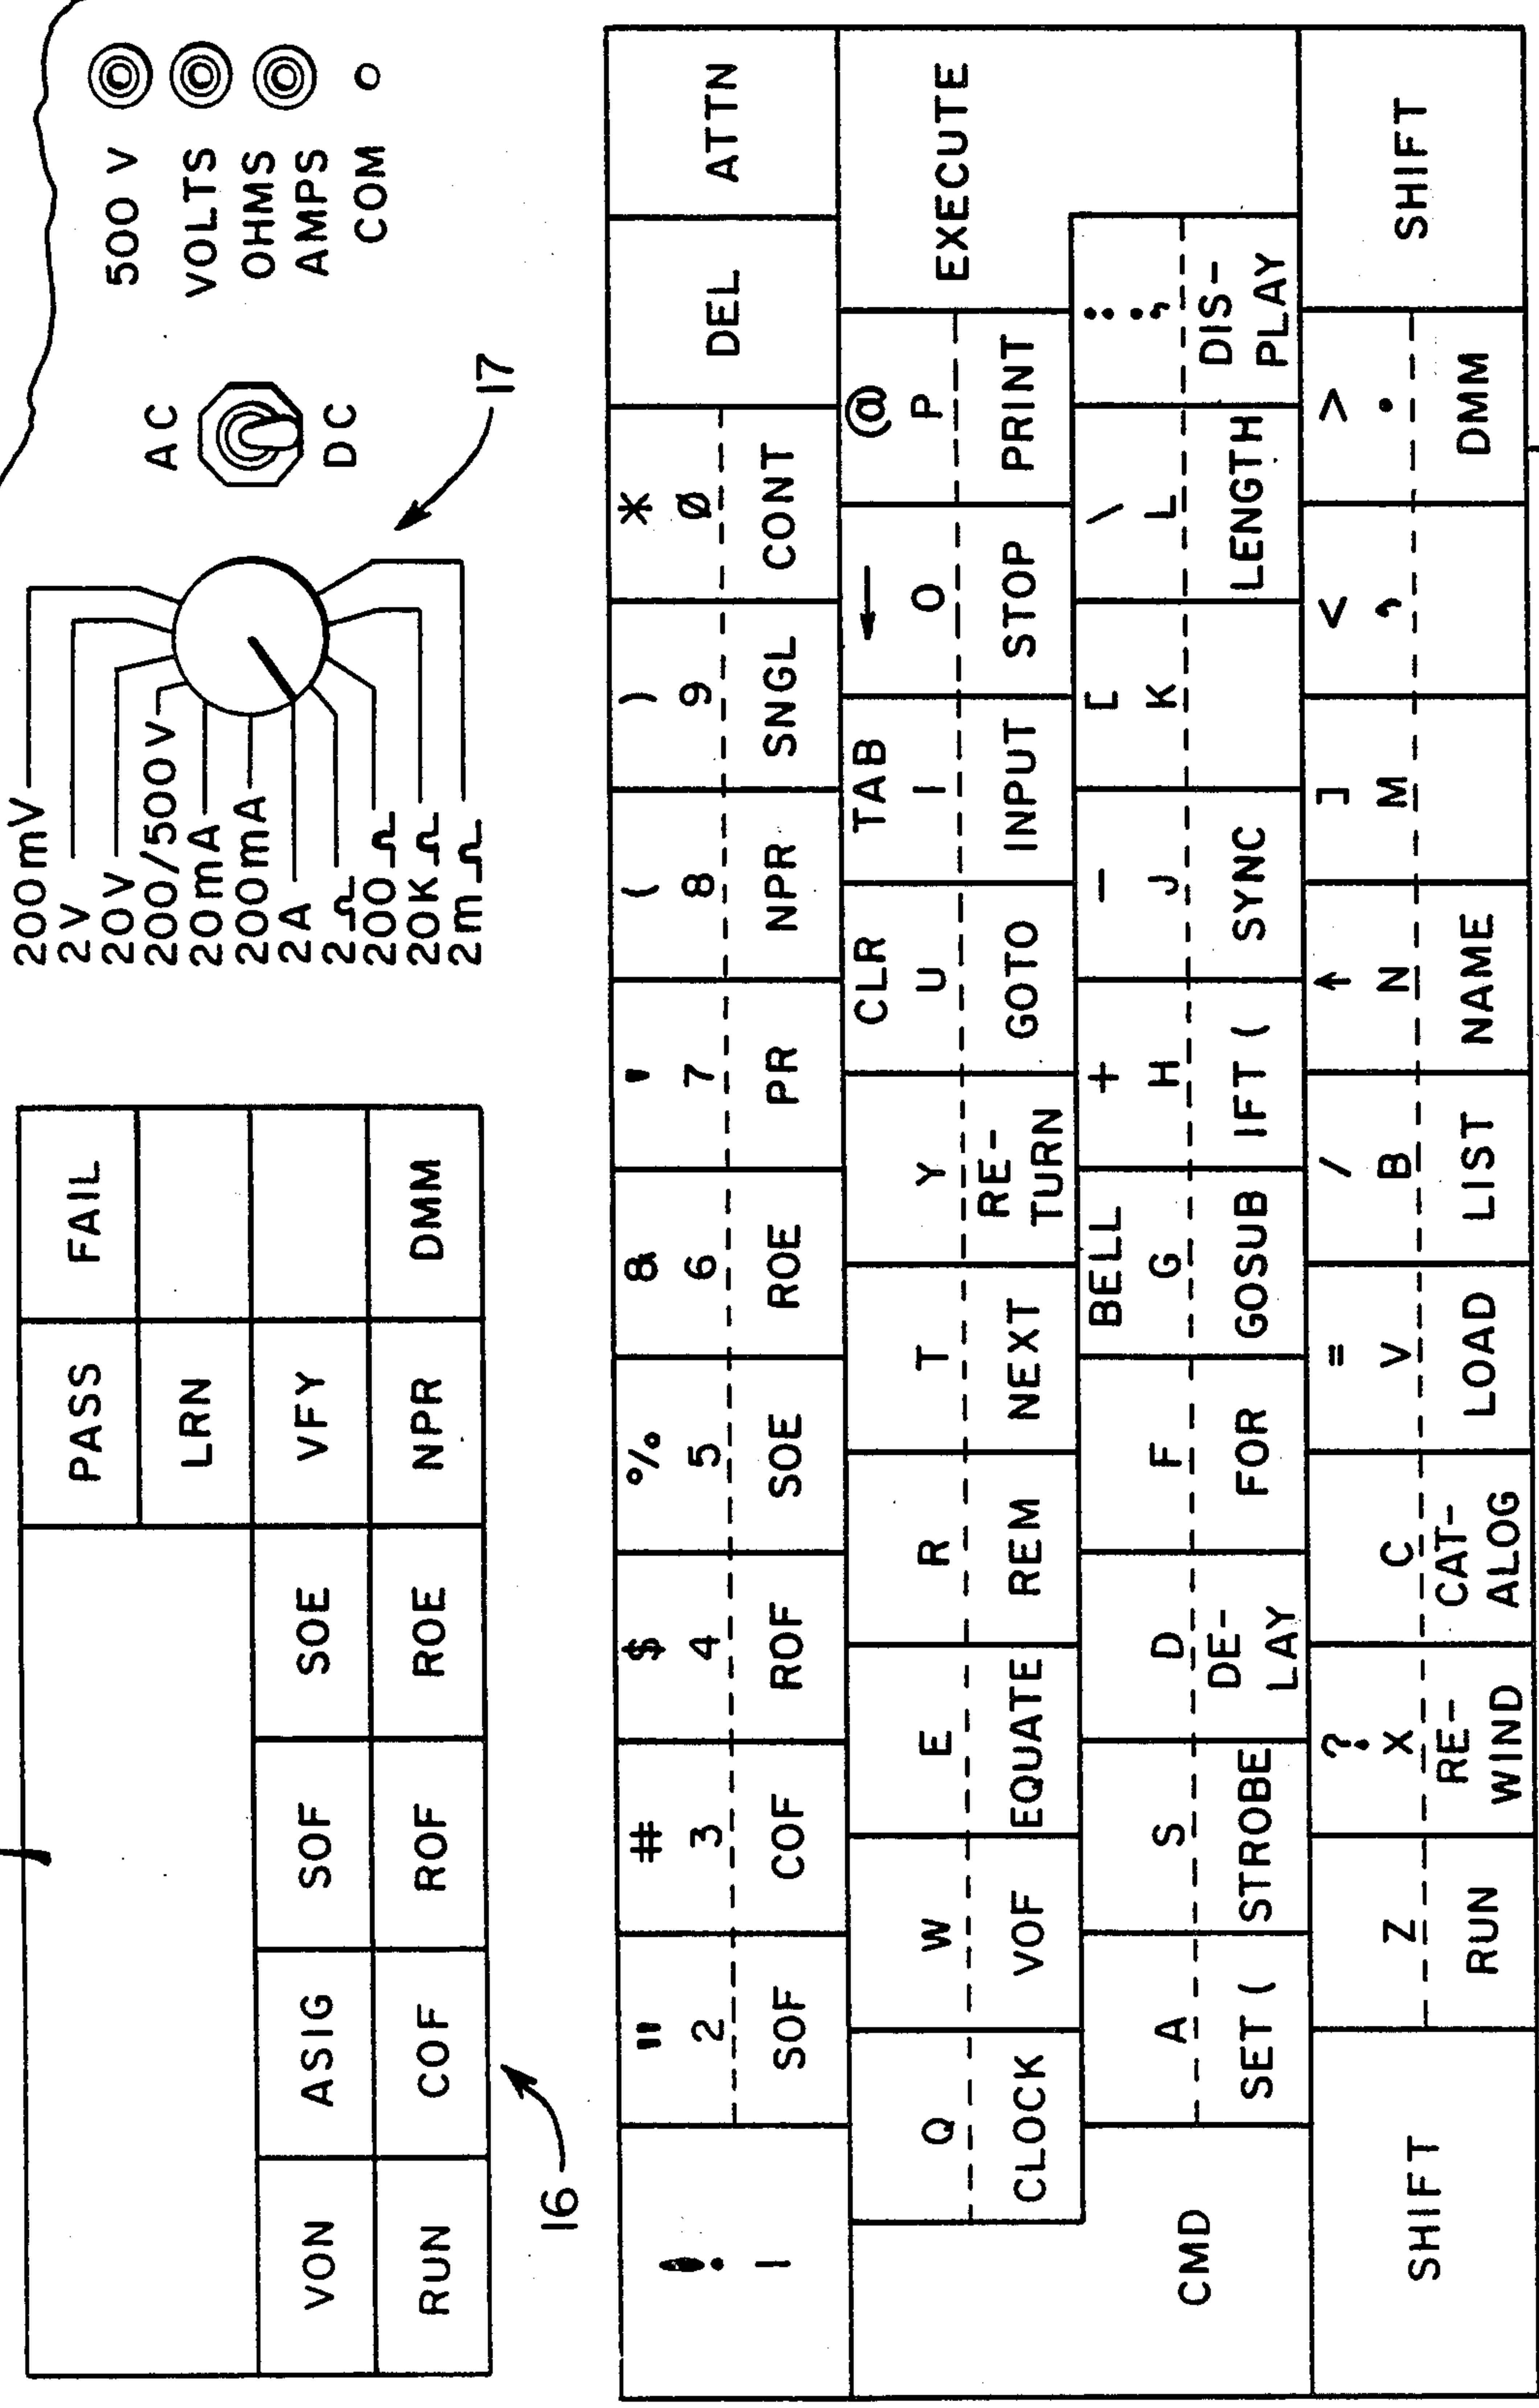 PASS
FAIL
LRN
VON
ASIG
SOF
SOE
VFY
RUN
COF
ROF
ROE
NPR
DMM
16
200mV
2V
20V
200/500V
20mA
200mA
2A
2Ω
200Ω
20KΩ
2mΩ
17
AC
DC
500 V
VOLTS
OHMS
AMPS
COM
! " # $ % & ' ( ) *
1 2 3 4 5 6 7 8 9 Ø
SOF COF ROF SOE ROE PR NPR SNGL CONT DEL ATTN
CLR TAB ← @
Q W E R T Y U I O P
CLOCK VOF EQUATE REM NEXT RE-
TURN GOTO INPUT STOP PRINT EXECUTE
BELL + — [ \ :
A S D F G H J K L ;
CMD SET ( STROBE DE-
LAY FOR GOSUB IFT ( SYNC LENGTH DIS-
PLAY
? = / ↑ ] < >
Z X C V B N M , .
SHIFT RUN RE-
WIND CAT-
ALOG LOAD LIST NAME DMM SHIFT